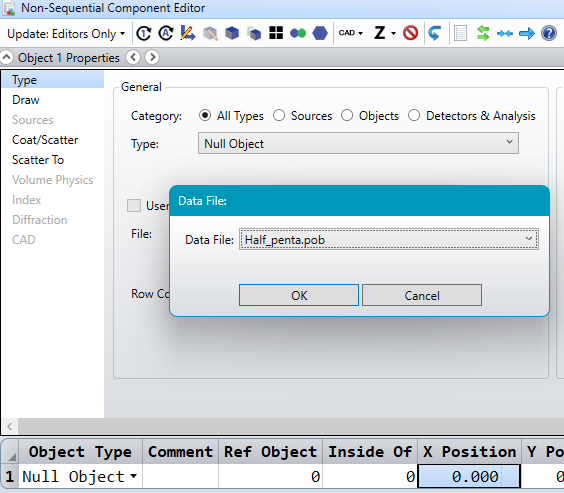 Non-Sequential Component Editor
Update: Editors Only
CAD Z
Object 1 Properties
Type
Draw
Sources
Coat/Scatter
Scatter To
Volume Physics
Index
Diffraction
CAD
General
Category: All Types Sources Objects Detectors & Analysis
Type: Null Object
User
File:
Row Co
Data File:
Data File: Half_penta.pob
OK Cancel
Object Type Comment Ref Object Inside Of X Position Y Po
1 Null Object 0 0 0.000 0